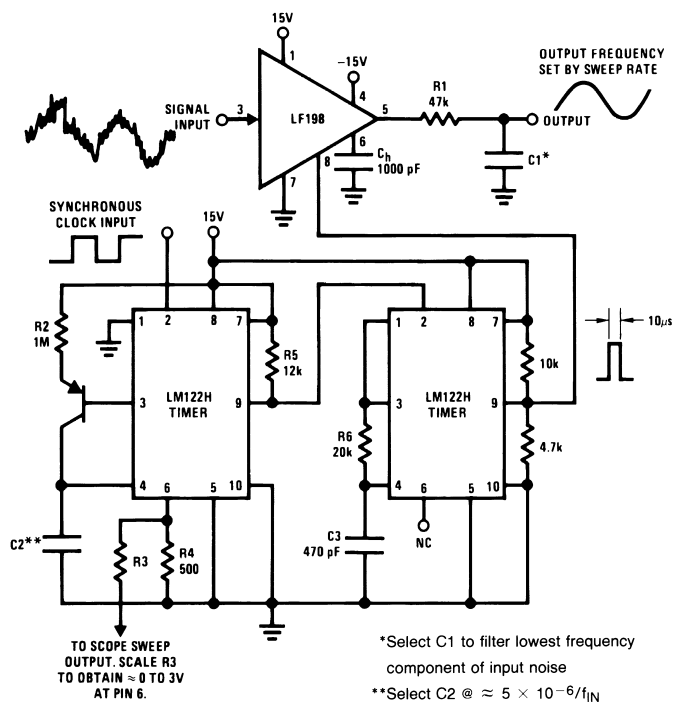 15V
1
-15V
4
OUTPUT FREQUENCY
SET BY SWEEP RATE
SIGNAL
INPUT
3
LF198
5
R1
47k
OUTPUT
6
Ch
1000 pF
8
7
C1*
SYNCHRONOUS
CLOCK INPUT
15V
R2
1M
1
2
8
7
R5
12k
3
LM122H
TIMER
9
4
6
5
10
C2**
R3
R4
500
1
2
8
7
10k
10μs
3
LM122H
TIMER
9
R6
20k
4.7k
4
6
5
10
C3
470 pF
NC
TO SCOPE SWEEP
OUTPUT. SCALE R3
TO OBTAIN ≈ 0 TO 3V
AT PIN 6.
*Select C1 to filter lowest frequency
component of input noise
**Select C2 @ ≈ 5 × 10⁻⁶/fIN